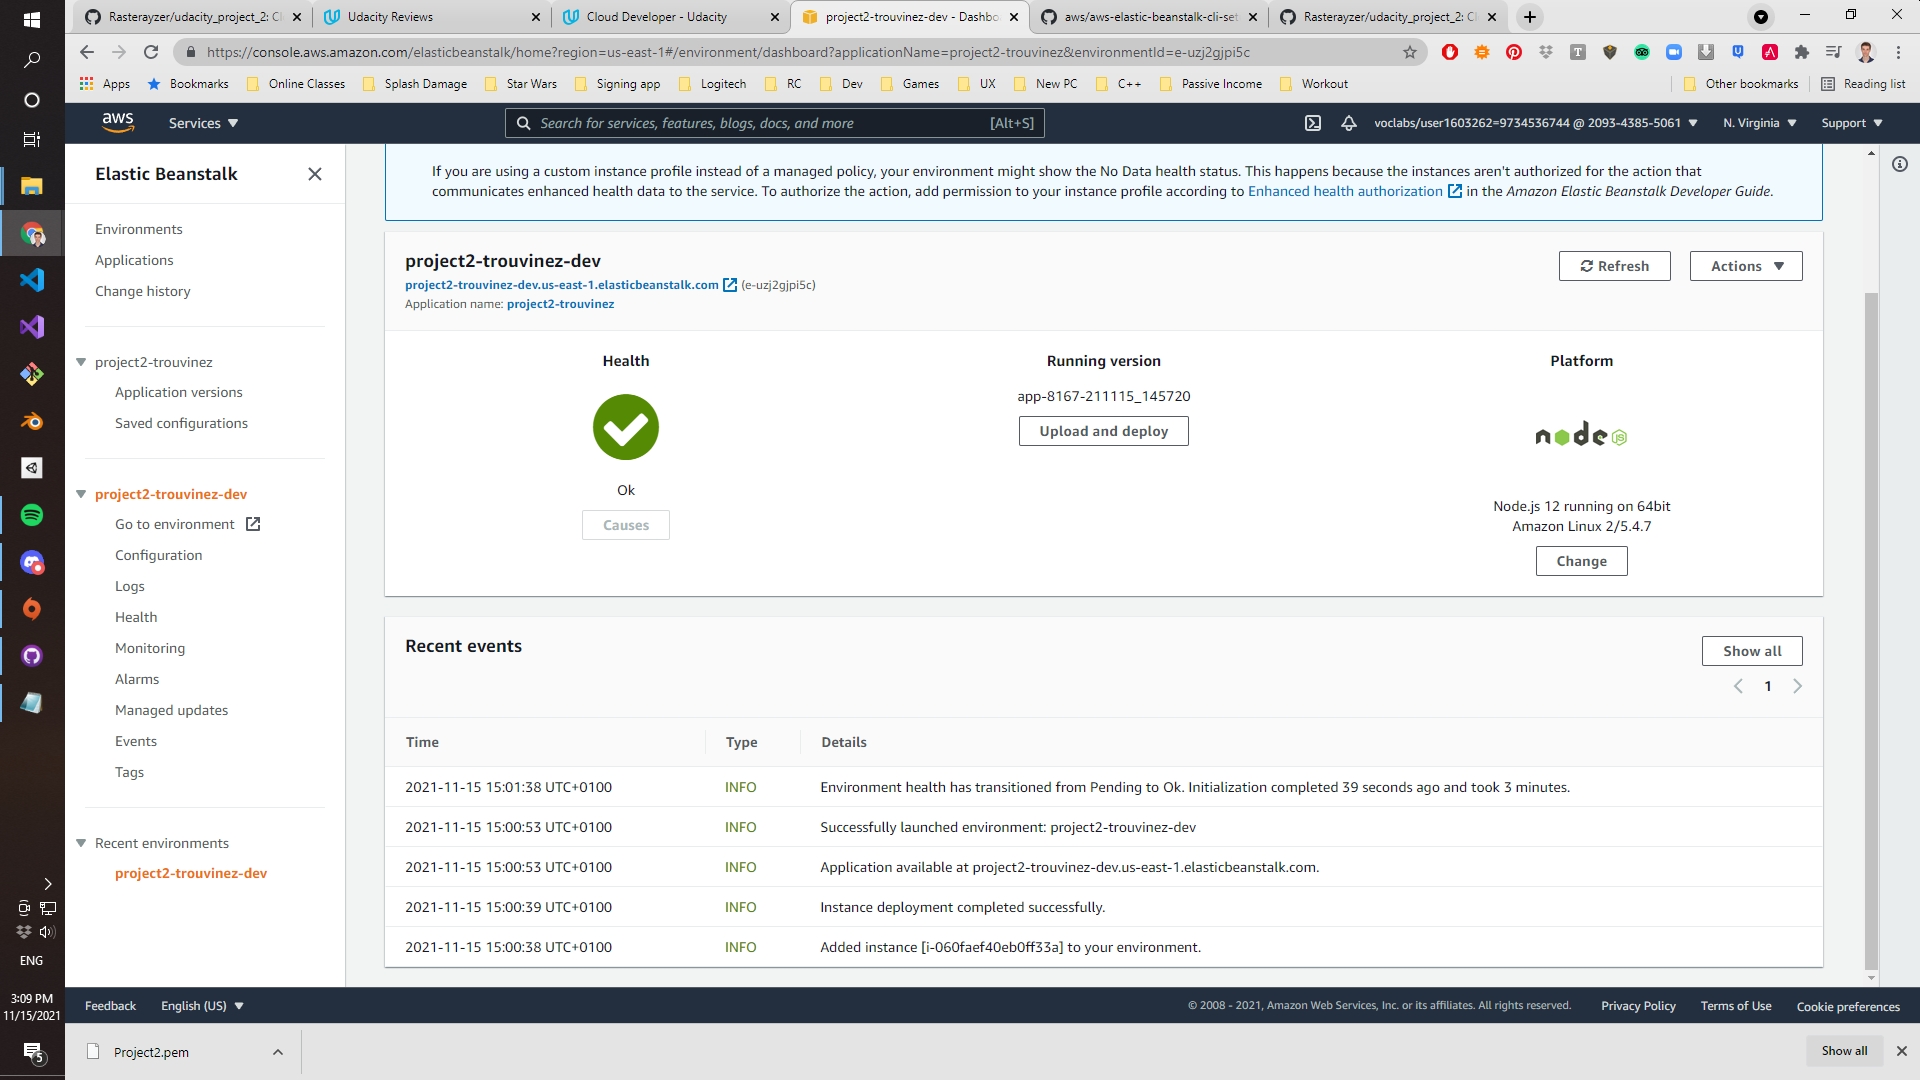 Rasterayzer/udacity_project_2: Cl
Udacity Reviews
Cloud Developer - Udacity
project2-trouvinez-dev - Dashbo
aws/aws-elastic-beanstalk-cli-set
Rasterayzer/udacity_project_2: Cl
https://console.aws.amazon.com/elasticbeanstalk/home?region=us-east-1#/environment/dashboard?applicationName=project2-trouvinez&environmentId=e-uzj2gjpi5c
Apps
Bookmarks
Online Classes
Splash Damage
Star Wars
Signing app
Logitech
RC
Dev
Games
UX
New PC
C++
Passive Income
Workout
Other bookmarks
Reading list
aws
Services
Search for services, features, blogs, docs, and more
[Alt+S]
voclabs/user1603262=9734536744 @ 2093-4385-5061
N. Virginia
Support
Elastic Beanstalk
Environments
Applications
Change history
project2-trouvinez
Application versions
Saved configurations
project2-trouvinez-dev
Go to environment
Configuration
Logs
Health
Monitoring
Alarms
Managed updates
Events
Tags
Recent environments
project2-trouvinez-dev
If you are using a custom instance profile instead of a managed policy, your environment might show the No Data health status. This happens because the instances aren't authorized for the action that
communicates enhanced health data to the service. To authorize the action, add permission to your instance profile according to Enhanced health authorization in the Amazon Elastic Beanstalk Developer Guide.
project2-trouvinez-dev
project2-trouvinez-dev.us-east-1.elasticbeanstalk.com (e-uzj2gjpi5c)
Application name: project2-trouvinez
Refresh
Actions
Health
Ok
Causes
Running version
app-8167-211115_145720
Upload and deploy
Platform
node JS
Node.js 12 running on 64bit
Amazon Linux 2/5.4.7
Change
Recent events
Show all
1
Time Type Details
2021-11-15 15:01:38 UTC+0100 INFO Environment health has transitioned from Pending to Ok. Initialization completed 39 seconds ago and took 3 minutes.
2021-11-15 15:00:53 UTC+0100 INFO Successfully launched environment: project2-trouvinez-dev
2021-11-15 15:00:53 UTC+0100 INFO Application available at project2-trouvinez-dev.us-east-1.elasticbeanstalk.com.
2021-11-15 15:00:39 UTC+0100 INFO Instance deployment completed successfully.
2021-11-15 15:00:38 UTC+0100 INFO Added instance [i-060faef40eb0ff33a] to your environment.
Feedback
English (US)
© 2008 - 2021, Amazon Web Services, Inc. or its affiliates. All rights reserved.
Privacy Policy
Terms of Use
Cookie preferences
Project2.pem
Show all
ENG
3:09 PM
11/15/2021
5